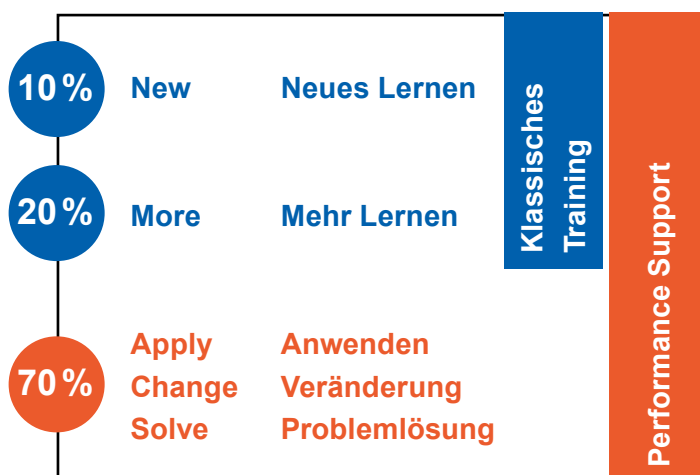 10 % New Neues Lernen
20 % More Mehr Lernen
70 %
Apply Anwenden
Change Veränderung
Solve Problemlösung
Klassisches
Training
Performance Support